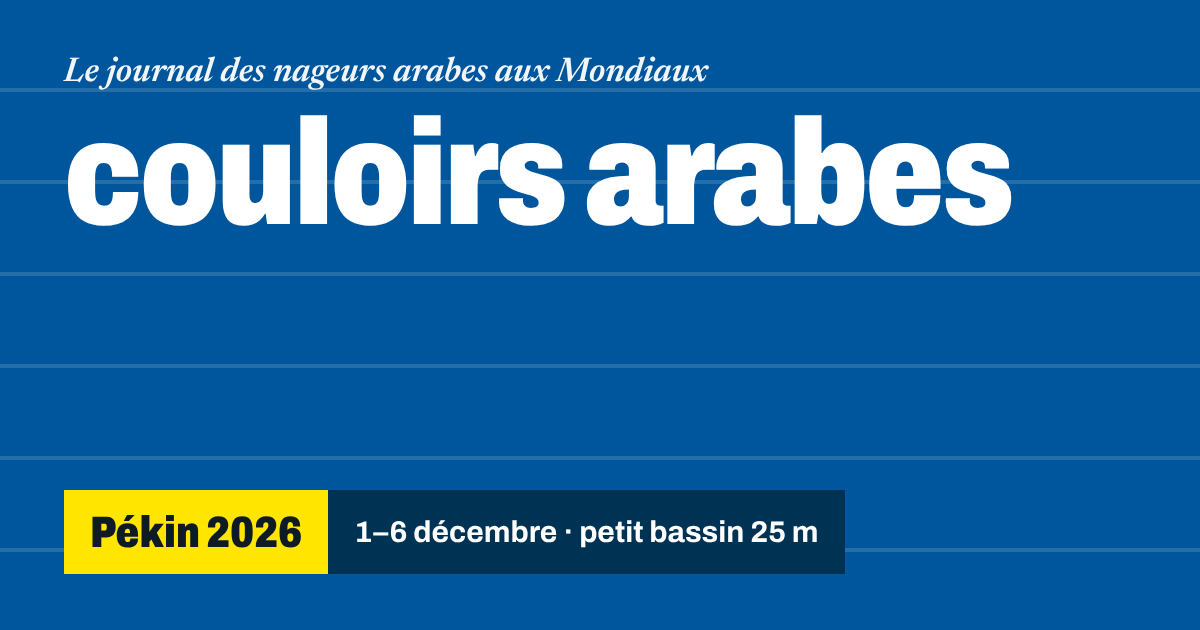 Le journal des nageurs arabes aux Mondiaux
couloirs arabes
Pékin 2026
1–6 décembre · petit bassin 25 m